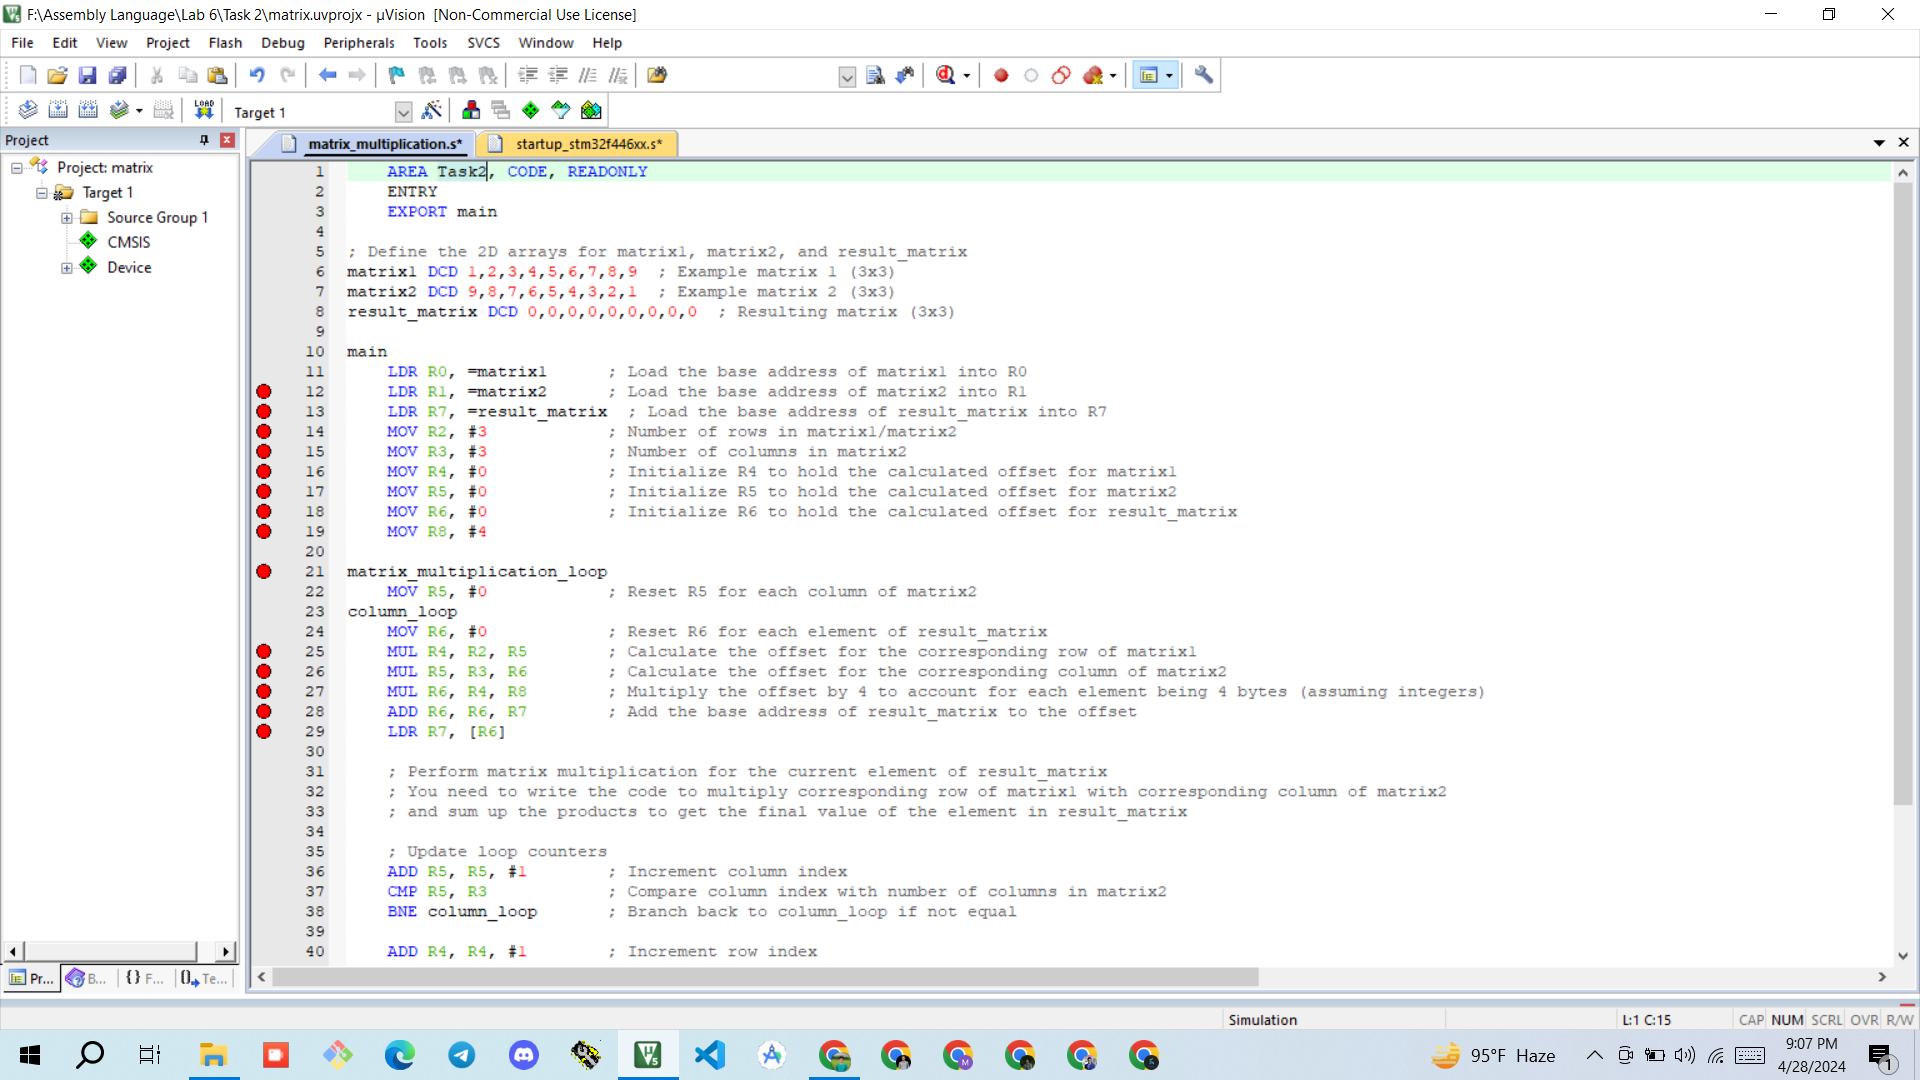 F:\Assembly Language\Lab 6\Task 2\matrix.uvprojx - µVision [Non-Commercial Use License]
File Edit View Project Flash Debug Peripherals Tools SVCS Window Help
LOAD
Target 1
Project
matrix_multiplication.s* startup_stm32f446xx.s*
Project: matrix
Target 1
Source Group 1
CMSIS
Device
1 AREA Task2, CODE, READONLY
2 ENTRY
3 EXPORT main
4
5 ; Define the 2D arrays for matrix1, matrix2, and result_matrix
6 matrix1 DCD 1,2,3,4,5,6,7,8,9 ; Example matrix 1 (3x3)
7 matrix2 DCD 9,8,7,6,5,4,3,2,1 ; Example matrix 2 (3x3)
8 result_matrix DCD 0,0,0,0,0,0,0,0,0 ; Resulting matrix (3x3)
9
10 main
11 LDR R0, =matrix1 ; Load the base address of matrix1 into R0
12 LDR R1, =matrix2 ; Load the base address of matrix2 into R1
13 LDR R7, =result_matrix ; Load the base address of result_matrix into R7
14 MOV R2, #3 ; Number of rows in matrix1/matrix2
15 MOV R3, #3 ; Number of columns in matrix2
16 MOV R4, #0 ; Initialize R4 to hold the calculated offset for matrix1
17 MOV R5, #0 ; Initialize R5 to hold the calculated offset for matrix2
18 MOV R6, #0 ; Initialize R6 to hold the calculated offset for result_matrix
19 MOV R8, #4
20
21 matrix_multiplication_loop
22 MOV R5, #0 ; Reset R5 for each column of matrix2
23 column_loop
24 MOV R6, #0 ; Reset R6 for each element of result_matrix
25 MUL R4, R2, R5 ; Calculate the offset for the corresponding row of matrix1
26 MUL R5, R3, R6 ; Calculate the offset for the corresponding column of matrix2
27 MUL R6, R4, R8 ; Multiply the offset by 4 to account for each element being 4 bytes (assuming integers)
28 ADD R6, R6, R7 ; Add the base address of result_matrix to the offset
29 LDR R7, [R6]
30
31 ; Perform matrix multiplication for the current element of result_matrix
32 ; You need to write the code to multiply corresponding row of matrix1 with corresponding column of matrix2
33 ; and sum up the products to get the final value of the element in result_matrix
34
35 ; Update loop counters
36 ADD R5, R5, #1 ; Increment column index
37 CMP R5, R3 ; Compare column index with number of columns in matrix2
38 BNE column_loop ; Branch back to column_loop if not equal
39
40 ADD R4, R4, #1 ; Increment row index
Pr... B... {} F... 0 Te...
Simulation L:1 C:15 CAP NUM SCRL OVR R/W
95°F Haze
9:07 PM
4/28/2024
1